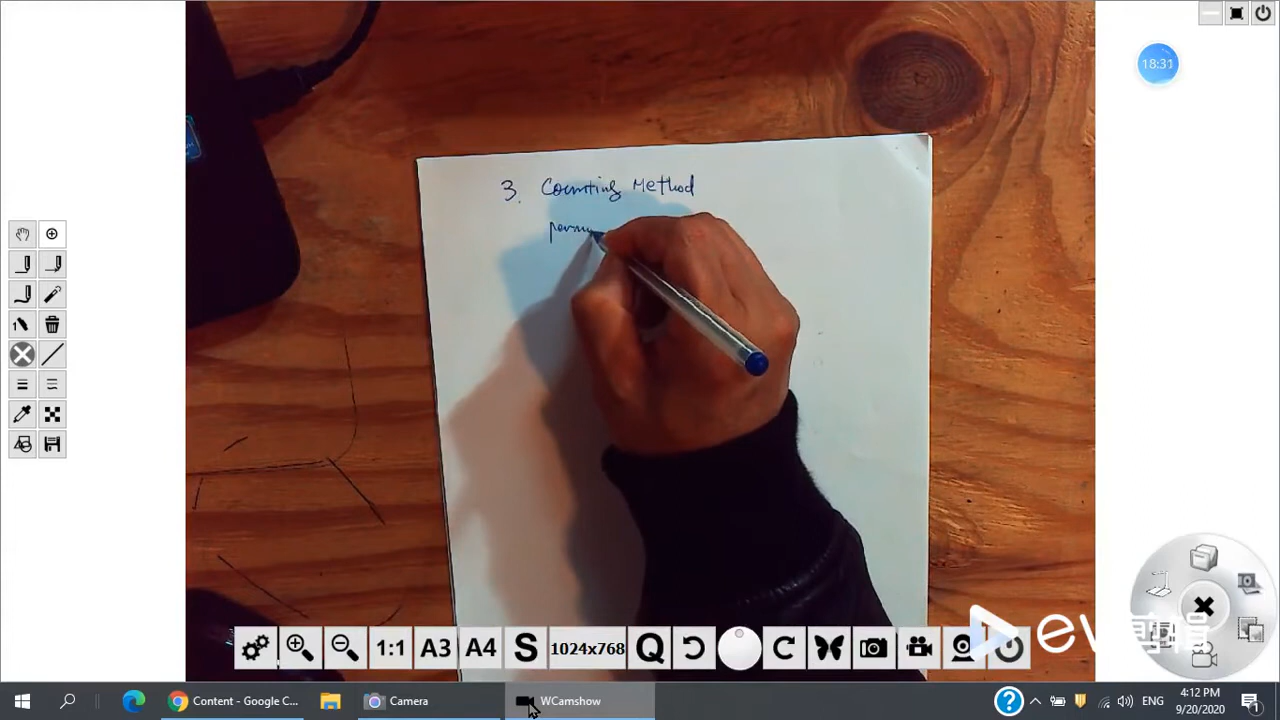 18:31
3. Counting Method
permu
1:1
A3
A4
S
1024x768
Q
Content - Google C...
Camera
WCamshow
ENG
4:12 PM
9/20/2020